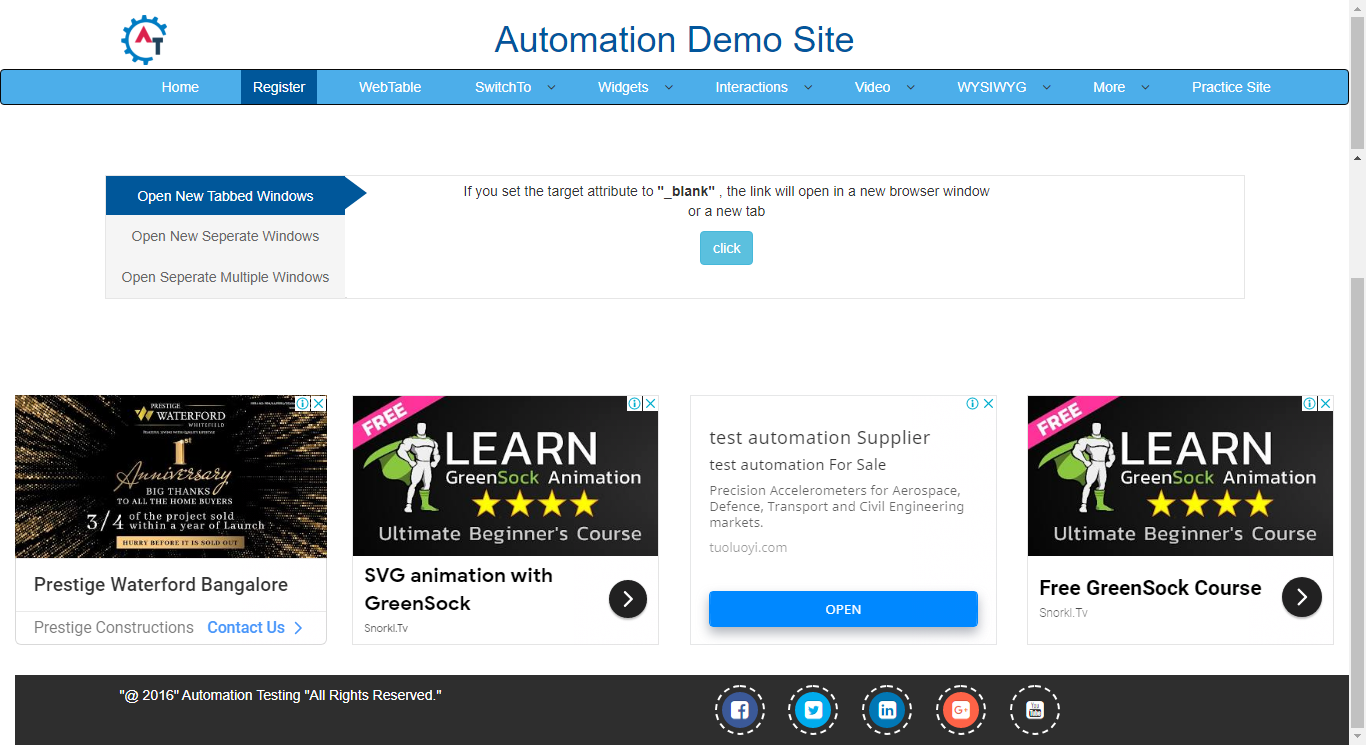 AT
Automation Demo Site
Home Register WebTable SwitchTo Widgets Interactions Video WYSIWYG More Practice Site
Open New Tabbed Windows
Open New Seperate Windows
Open Seperate Multiple Windows
If you set the target attribute to "_blank" , the link will open in a new browser window
or a new tab
click
PRESTIGE
WATERFORD
WHITEFIELD
1st
Anniversary
BIG THANKS
TO ALL THE HOME BUYERS
3/4 of the project sold
within a year of Launch
HURRY BEFORE IT IS SOLD OUT
Prestige Waterford Bangalore
Prestige Constructions Contact Us
FREE
LEARN
GreenSock Animation
Ultimate Beginner's Course
SVG animation with
GreenSock
Snorkl.Tv
test automation Supplier
test automation For Sale
Precision Accelerometers for Aerospace,
Defence, Transport and Civil Engineering
markets.
tuoluoyi.com
OPEN
FREE
LEARN
GreenSock Animation
Ultimate Beginner's Course
Free GreenSock Course
Snorkl.Tv
"@ 2016" Automation Testing "All Rights Reserved."
f in G+ You Tube